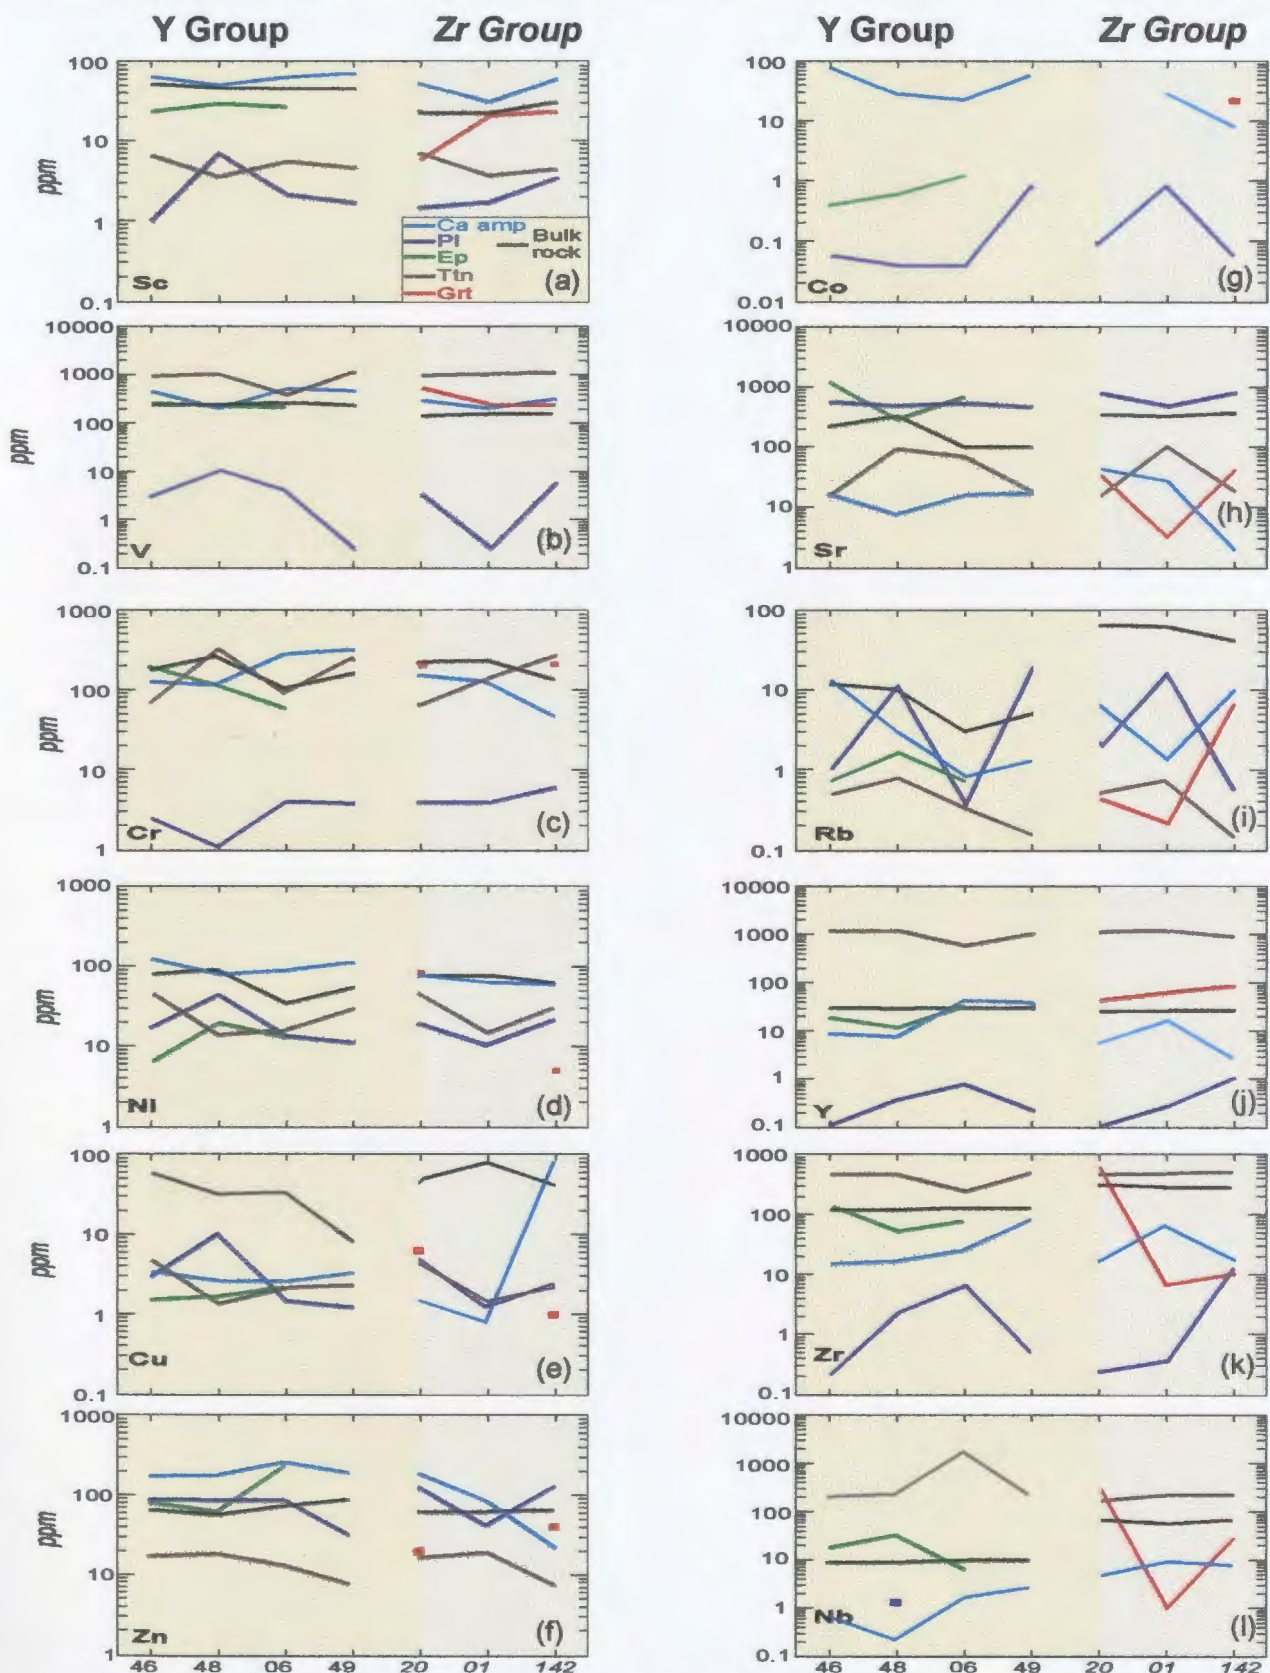 Y Group Zr Group Y Group Zr Group
100
10
1
0.1
ppm
Sc
Ca amp
Pl
Ep
Ttn
Grt
Bulk
rock
(a)
100
10
1
0.1
0.01
Co
(g)
10000
1000
100
10
1
0.1
ppm
V
(b)
10000
1000
100
10
1
Sr
(h)
1000
100
10
1
ppm
Cr
(c)
100
10
1
0.1
Rb
(i)
1000
100
10
1
ppm
Ni
(d)
10000
1000
100
10
1
0.1
Y
(j)
100
10
1
0.1
ppm
Cu
(e)
1000
100
10
1
0.1
Zr
(k)
1000
100
10
1
ppm
Zn
(f)
46 48 06 49 20 01 142
10000
1000
100
10
1
0.1
Nb
(l)
46 48 06 49 20 01 142